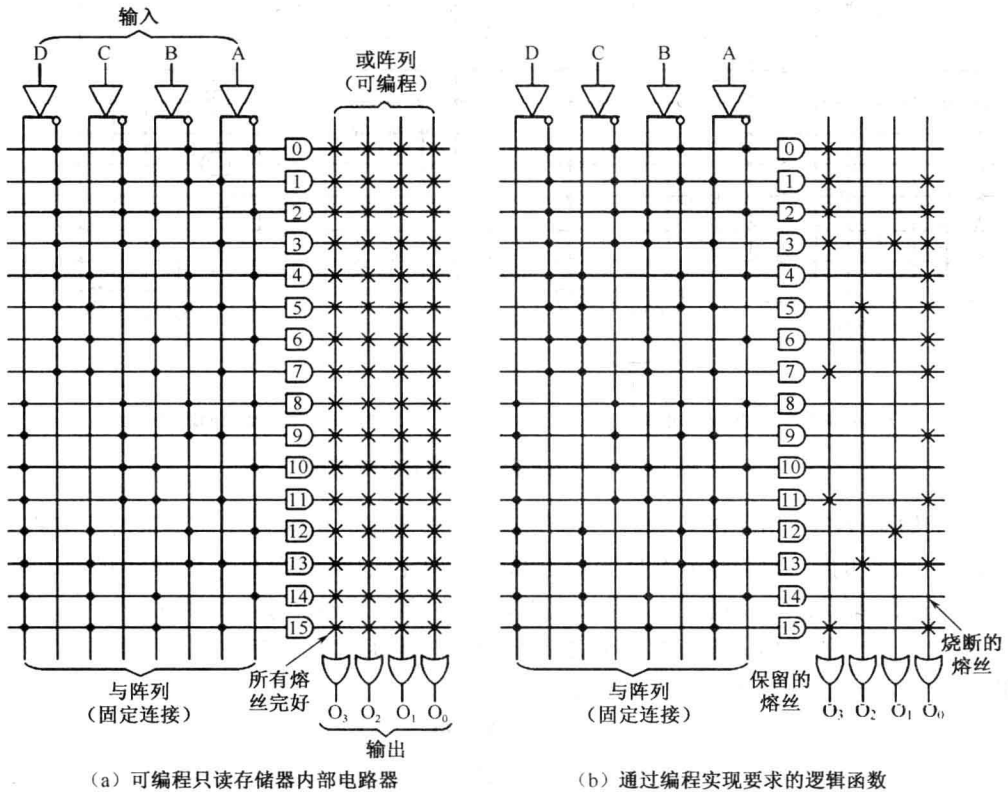 输入
D C B A
或阵列
（可编程）
0
1
2
3
4
5
6
7
8
9
10
11
12
13
14
15
与阵列
（固定连接）
所有熔
丝完好
O₃ O₂ O₁ O₀
输出
（a）可编程只读存储器内部电路器
D C B A
0
1
2
3
4
5
6
7
8
9
10
11
12
13
14
15
与阵列
（固定连接）
保留的
熔丝
烧断的
熔丝
O₃ O₂ O₁ O₀
（b）通过编程实现要求的逻辑函数